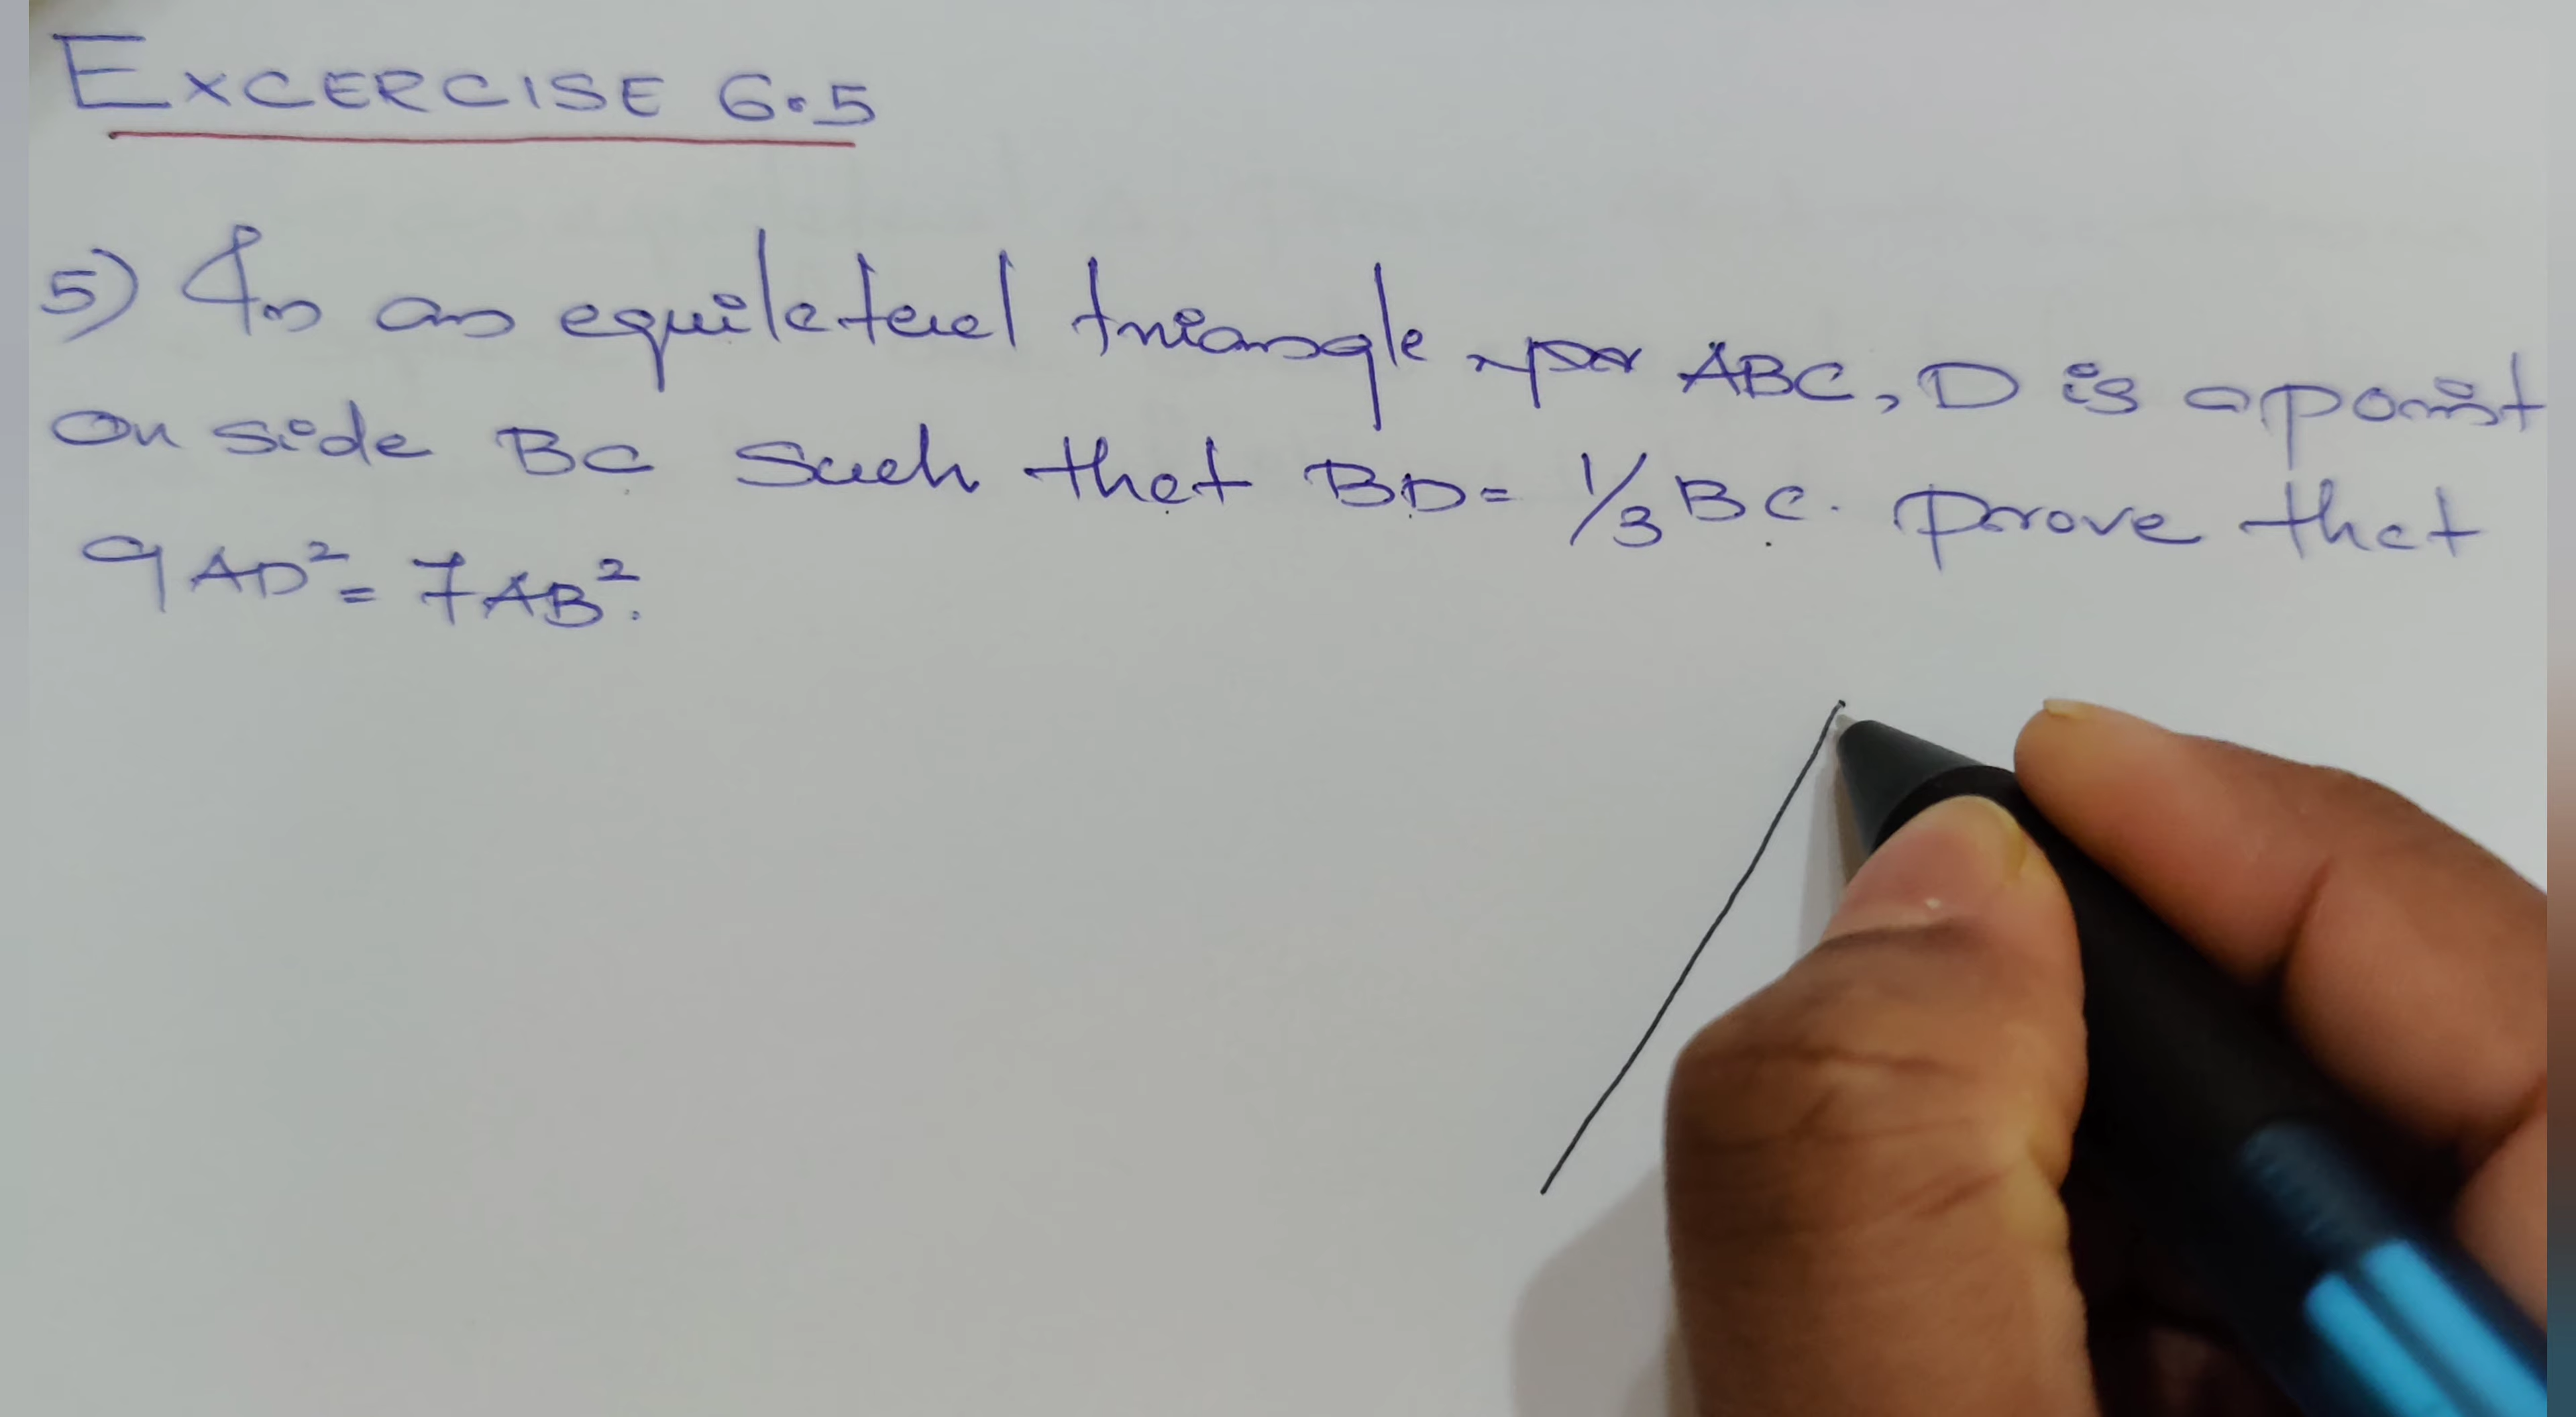 EXCERCISE 6.5
5) In an equilateral triangle ABC, D is a point
on side BC Such that BD = 1/3 BC. Prove that
9AD² = 7AB².